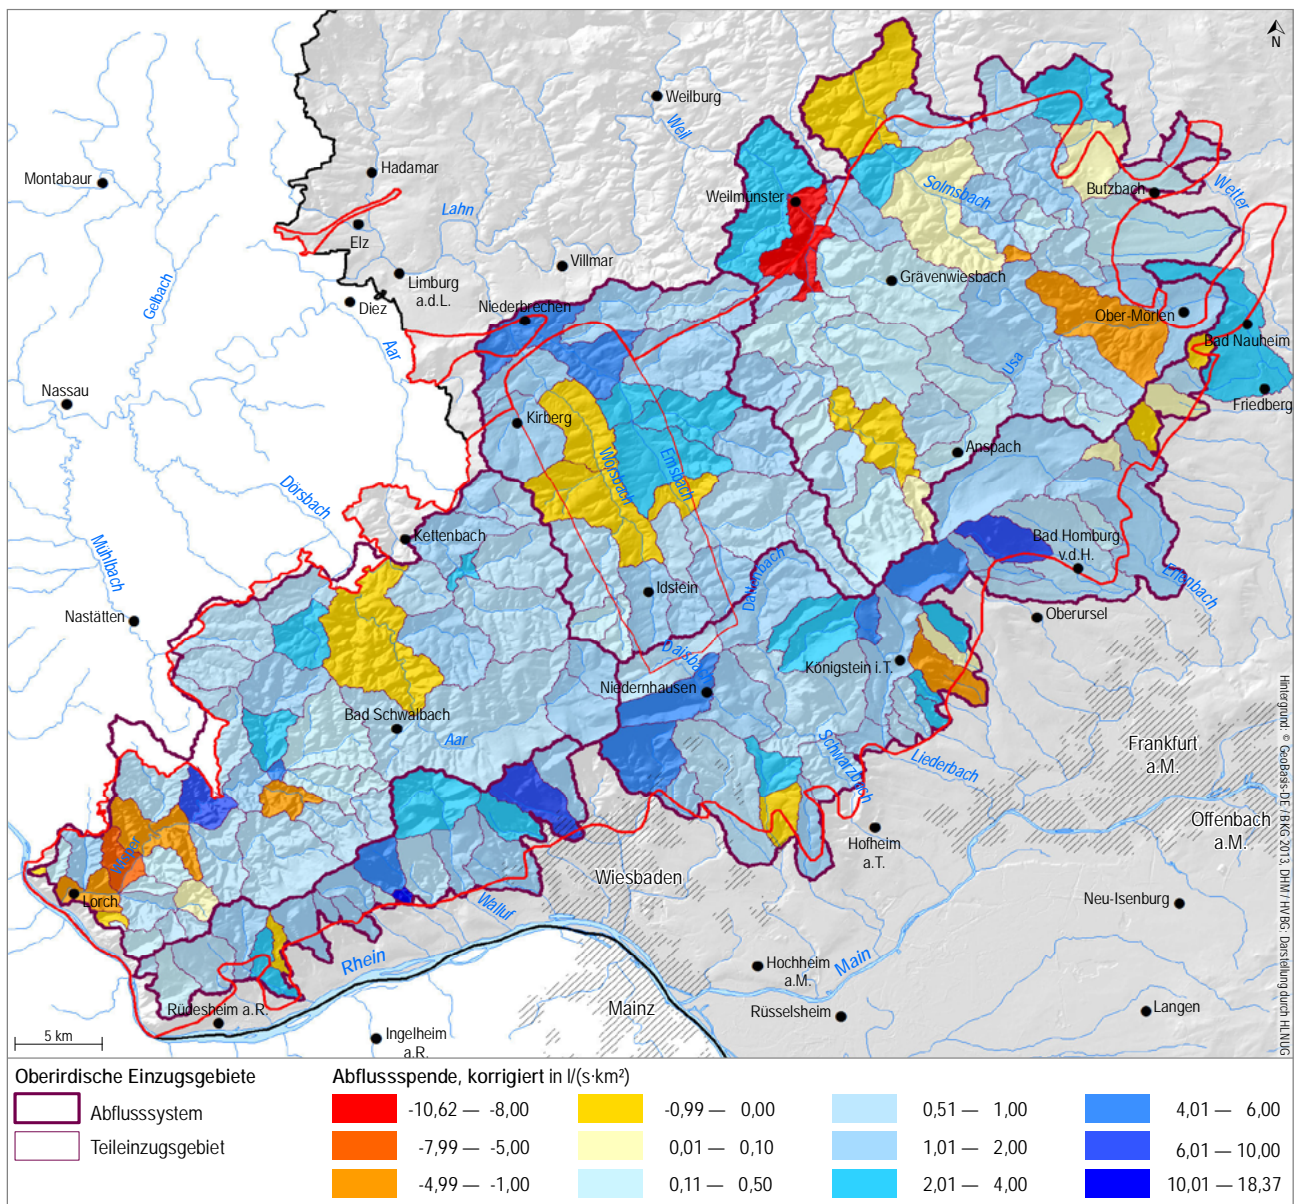 N
Weilburg
Weil
Montabaur
Hadamar
Lahn
Weilmünster
Solmsbach
Butzbach
Wetter
Elz
Villmar
Limburg
a.d.L.
Grävenwiesbach
Gelbach
Diez
Niederbrechen
Ober-Mörlen
Bad Nauheim
Aar
Usa
Nassau
Friedberg
Kirberg
Anspach
Wörsbach
Emsbach
Dörsbach
Kettenbach
Bad Homburg
v.d.H.
Mühlbach
Erlenbach
Idstein
Dattenbach
Nastätten
Oberursel
Daisbach
Königstein i.T.
Niedernhausen
Bad Schwalbach
Aar
Schwarzbach
Liederbach
Frankfurt
a.M.
Offenbach
a.M.
Hofheim
a.T.
Wisper
Wiesbaden
Lorch
Walluf
Neu-Isenburg
Rhein
Hochheim
a.M.
Main
Rüdesheim a.R.
Mainz
Rüsselsheim
Langen
Ingelheim
a.R.
5 km
Hintergrund: © GeoBasis-DE / BKG 2013, DHM / HVBG; Darstellung durch HLNUG
Oberirdische Einzugsgebiete
Abflusssystem
Teileinzugsgebiet
Abflussspende, korrigiert in l/(s·km²)
-10,62 — -8,00
-7,99 — -5,00
-4,99 — -1,00
-0,99 — 0,00
0,01 — 0,10
0,11 — 0,50
0,51 — 1,00
1,01 — 2,00
2,01 — 4,00
4,01 — 6,00
6,01 — 10,00
10,01 — 18,37